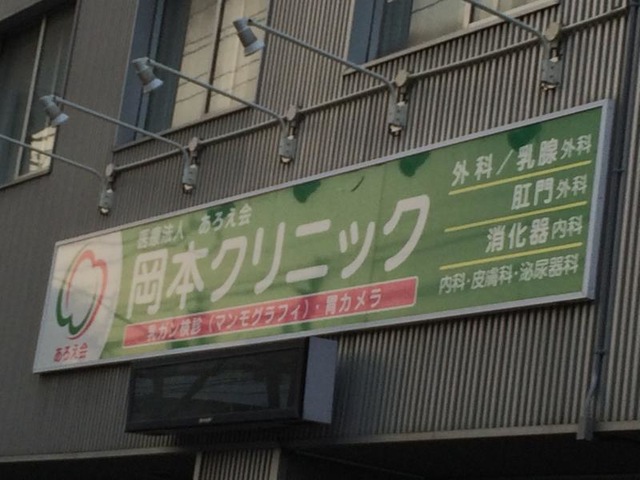 医療法人 あろえ会
岡本クリニック
乳ガン検診(マンモグラフィ)・胃カメラ
あろえ会
外科/乳腺外科
肛門外科
消化器内科
内科・皮膚科・泌尿器科